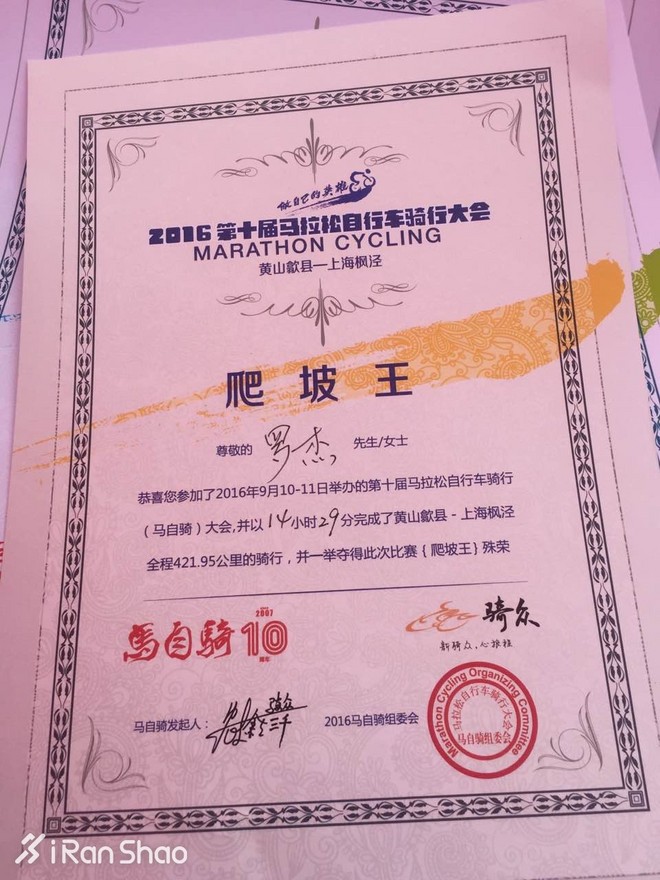 做自己的英雄
2016第十届马拉松自行车骑行大会
MARATHON CYCLING
黄山歙县—上海枫泾
爬坡王
尊敬的 罗杰 先生/女士
恭喜您参加了2016年9月10-11日举办的第十届马拉松自行车骑行
（马自骑）大会,并以14小时29分完成了黄山歙县 - 上海枫泾
全程421.95公里的骑行，并一举夺得此次比赛{爬坡王}殊荣
2007
馬自骑10
周年
骑众
新骑众,心旅程
马自骑发起人：
2016马自骑组委会
Marathon Cycling Organizing Committee
马拉松自行车骑行大会
马自骑组委会
iRanShao